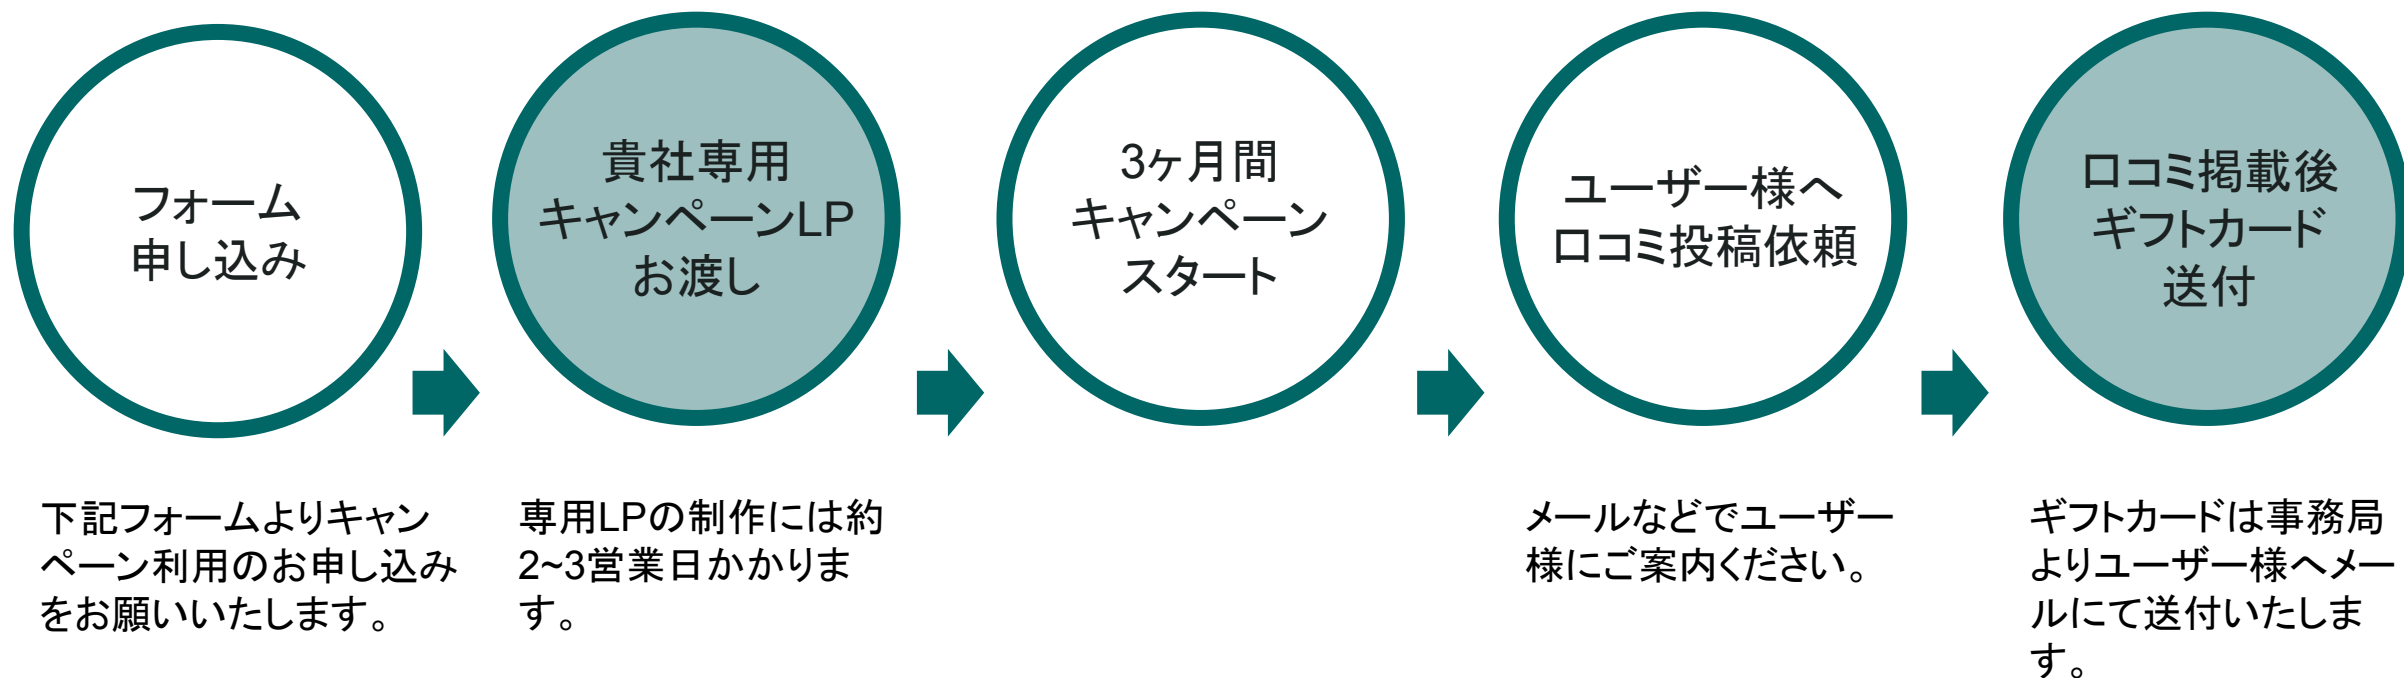 フォーム
申し込み
貴社専用
キャンペーンLP
お渡し
3ヶ月間
キャンペーン
スタート
ユーザー様へ
口コミ投稿依頼
口コミ掲載後
ギフトカード
送付
下記フォームよりキャン
ペーン利用のお申し込み
をお願いいたします。
専用LPの制作には約
2~3営業日かかりま
す。
メールなどでユーザー
様にご案内ください。
ギフトカードは事務局
よりユーザー様へメー
ルにて送付いたしま
す。